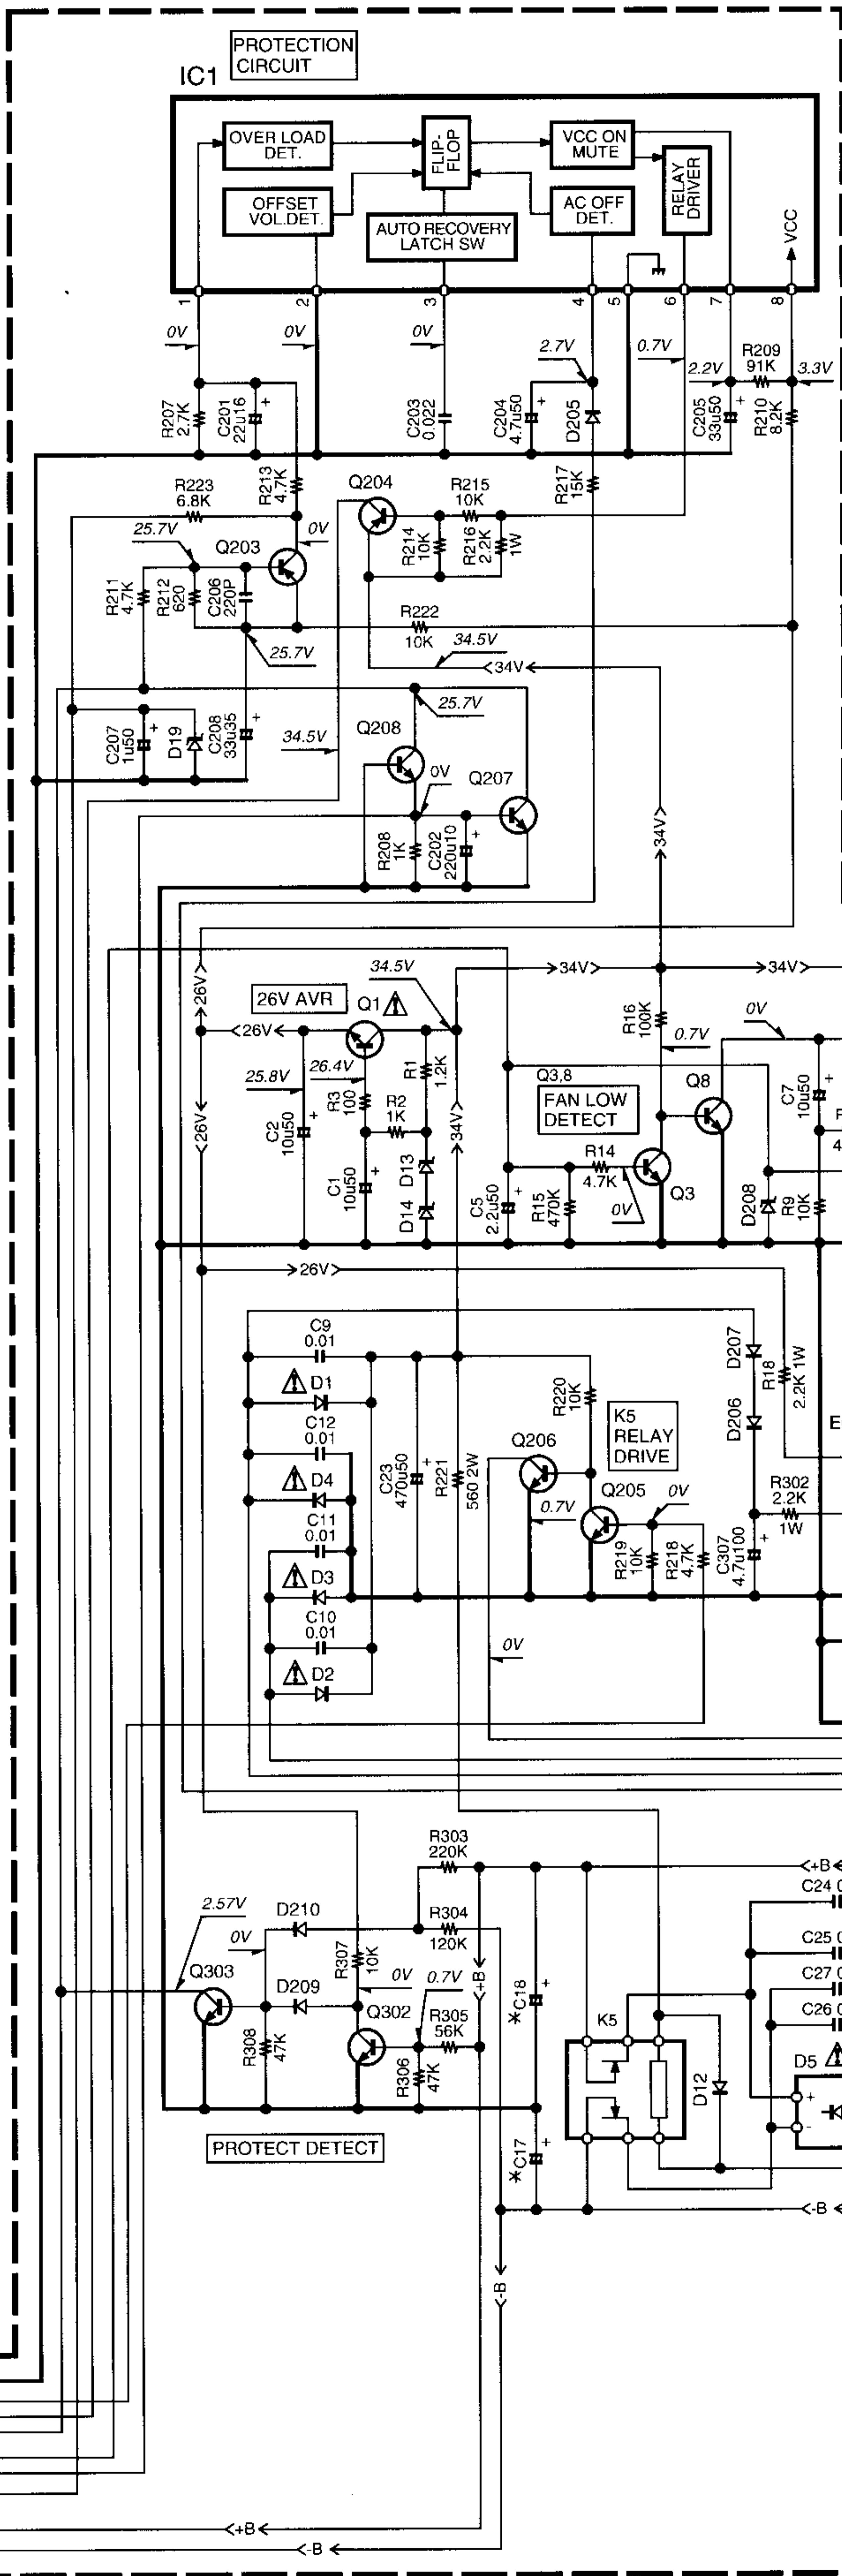 PROTECTION
CIRCUIT
IC1
OVER LOAD
DET.
FLIP-
FLOP
VCC ON
MUTE
OFFSET
VOL.DET.
AUTO RECOVERY
LATCH SW
AC OFF
DET.
RELAY
DRIVER
VCC
1
2
3
4
5
6
7
8
0V
0V
0V
2.7V
0.7V
2.2V
R209
91K
3.3V
R207
2.7K
C201
22u16
C203
0.022
C204
4.7u50
D205
C205
33u50
R210
8.2K
R223
6.8K
R213
4.7K
Q204
R215
10K
R217
15K
25.7V
Q203
0V
R214
10K
R216
2.2K
1W
R211
4.7K
R212
620
C206
220P
R222
10K
25.7V
34.5V
34V
C207
1u50
D19
C208
33u35
34.5V
Q208
25.7V
0V
Q207
R208
1K
C202
220u10
34V
26V
34.5V
34V
34V
26V AVR
Q1
26V
R16
100K
0V
0.7V
25.8V
26.4V
R1
1.2K
Q3,8
FAN LOW
DETECT
Q8
C7
10u50
26V
C2
10u50
R3
100
R2
1K
34V
R
4
C1
10u50
D13
D14
C5
2.2u50
R15
470K
R14
4.7K
0V
Q3
D208
R9
10K
26V
C9
0.01
D1
C12
0.01
D4
C11
0.01
D3
C10
0.01
D2
C23
470u50
R221
560 2W
R220
10K
K5
RELAY
DRIVE
D207
R18
2.2K 1W
D206
E
Q206
0.7V
Q205
0V
R302
2.2K
1W
R219
10K
R218
4.7K
C307
4.7u100
0V
R303
220K
+B
C24 0
2.57V
D210
R304
120K
C25 0
0V
R307
10K
Q303
D209
0V
0.7V
+B
C27 0
C26 0
Q302
R305
56K
*C18
K5
D5
R308
47K
R306
47K
D12
+
-
PROTECT DETECT
*C17
-B
-B
+B
-B